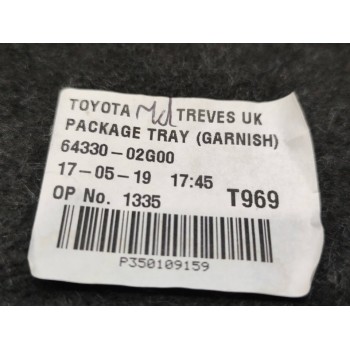 TOYOTA TREVES UK
PACKAGE TRAY (GARNISH)
64330-02G00
17-05-19 17:45
OP No. 1335 T969
P350109159